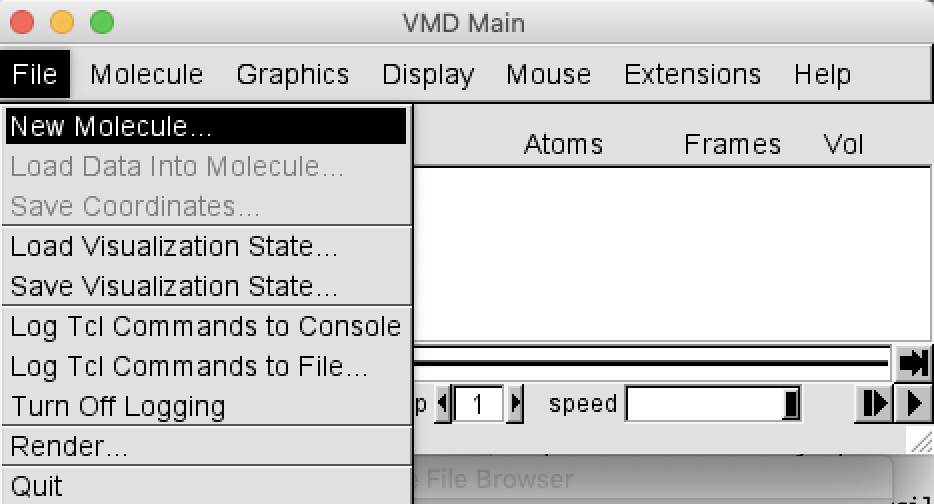 VMD Main
File Molecule Graphics Display Mouse Extensions Help
New Molecule...
Atoms Frames Vol
Load Data Into Molecule...
Save Coordinates...
Load Visualization State...
Save Visualization State...
Log Tcl Commands to Console
Log Tcl Commands to File...
Turn Off Logging
p 1 speed
Render...
File Browser
Quit